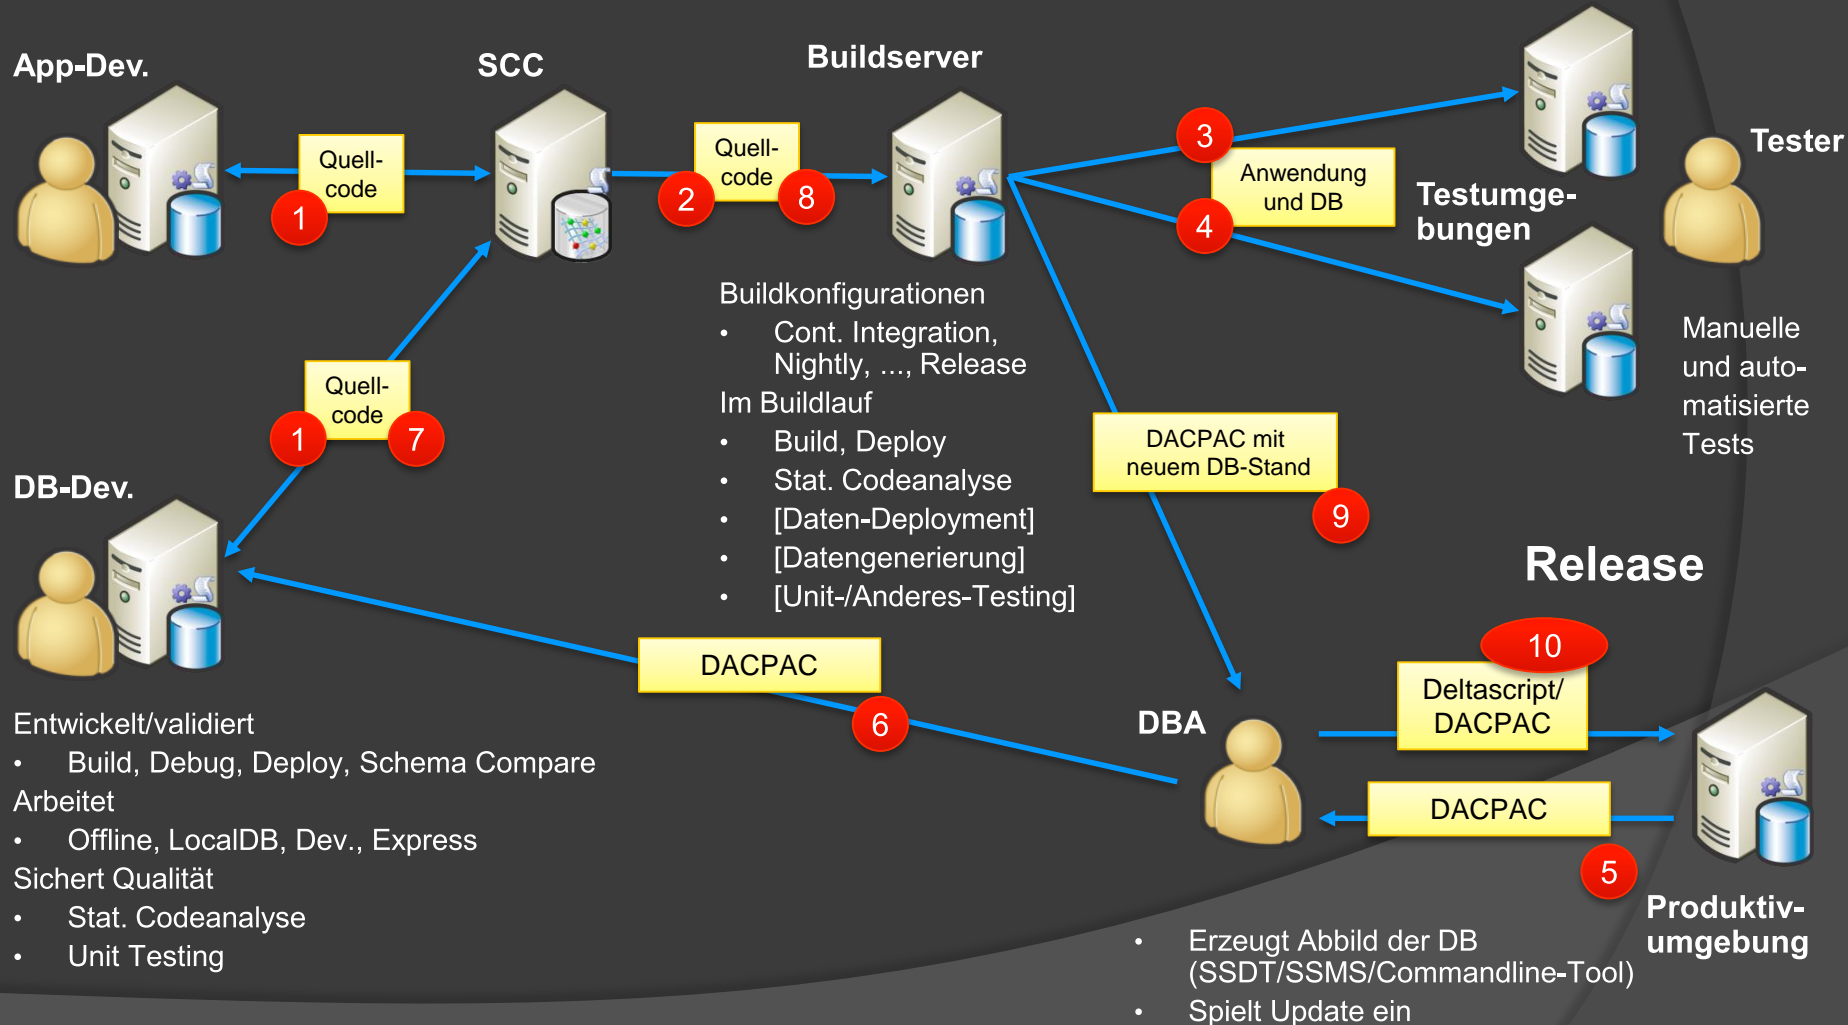 App-Dev.
SCC
Buildserver
Quell-
code
1
Quell-
code
2
8
3
Anwendung
und DB
4
Testumge-
bungen
Tester
Manuelle
und auto-
matisierte
Tests
Buildkonfigurationen
• Cont. Integration,
Nightly, ..., Release
Im Buildlauf
• Build, Deploy
• Stat. Codeanalyse
• [Daten-Deployment]
• [Datengenerierung]
• [Unit-/Anderes-Testing]
Quell-
code
1
7
DB-Dev.
DACPAC mit
neuem DB-Stand
9
Release
DACPAC
6
Entwickelt/validiert
• Build, Debug, Deploy, Schema Compare
Arbeitet
• Offline, LocalDB, Dev., Express
Sichert Qualität
• Stat. Codeanalyse
• Unit Testing
DBA
10
Deltascript/
DACPAC
DACPAC
5
Produktiv-
umgebung
• Erzeugt Abbild der DB
(SSDT/SSMS/Commandline-Tool)
• Spielt Update ein